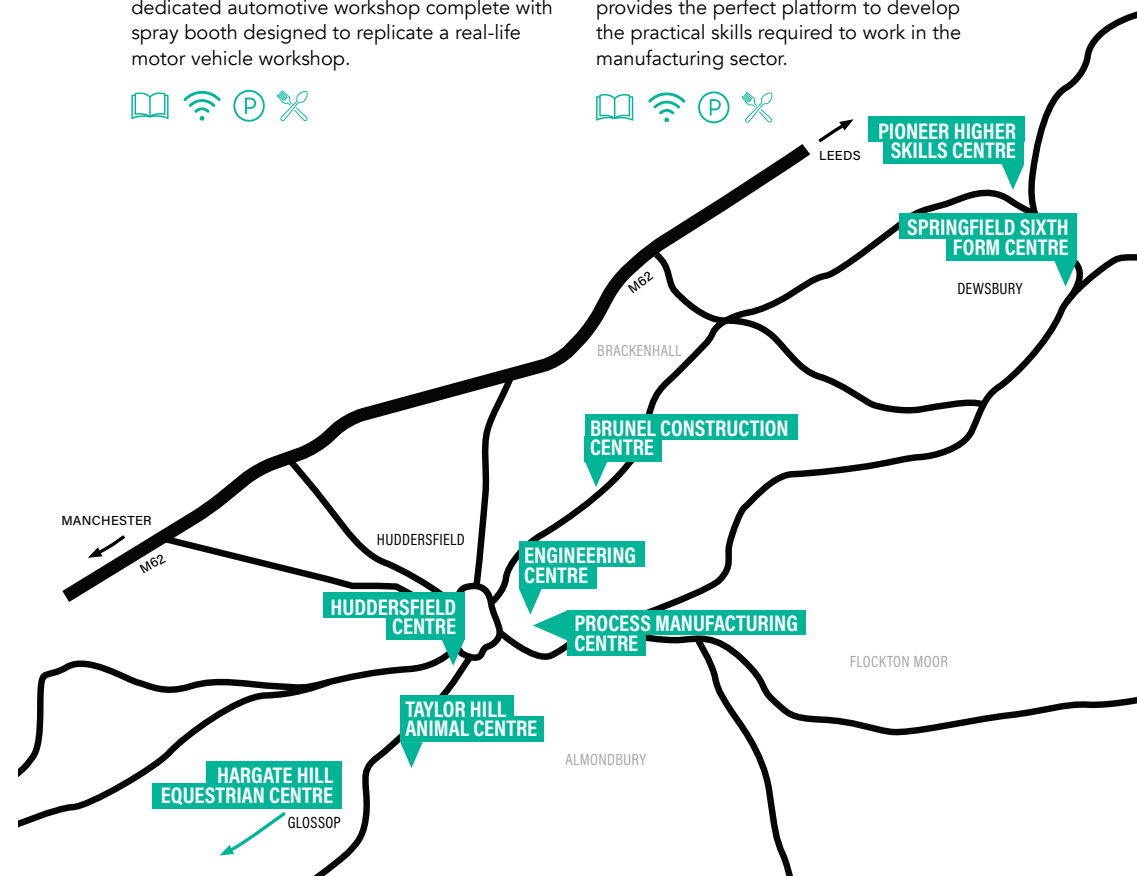 dedicated automotive workshop complete with
spray booth designed to replicate a real-life
motor vehicle workshop.
provides the perfect platform to develop
the practical skills required to work in the
manufacturing sector.
P
P
LEEDS
PIONEER HIGHER
SKILLS CENTRE
SPRINGFIELD SIXTH
FORM CENTRE
M62
DEWSBURY
BRACKENHALL
BRUNEL CONSTRUCTION
CENTRE
MANCHESTER
M62
HUDDERSFIELD
ENGINEERING
CENTRE
HUDDERSFIELD
CENTRE
PROCESS MANUFACTURING
CENTRE
FLOCKTON MOOR
TAYLOR HILL
ANIMAL CENTRE
ALMONDBURY
HARGATE HILL
EQUESTRIAN CENTRE
GLOSSOP